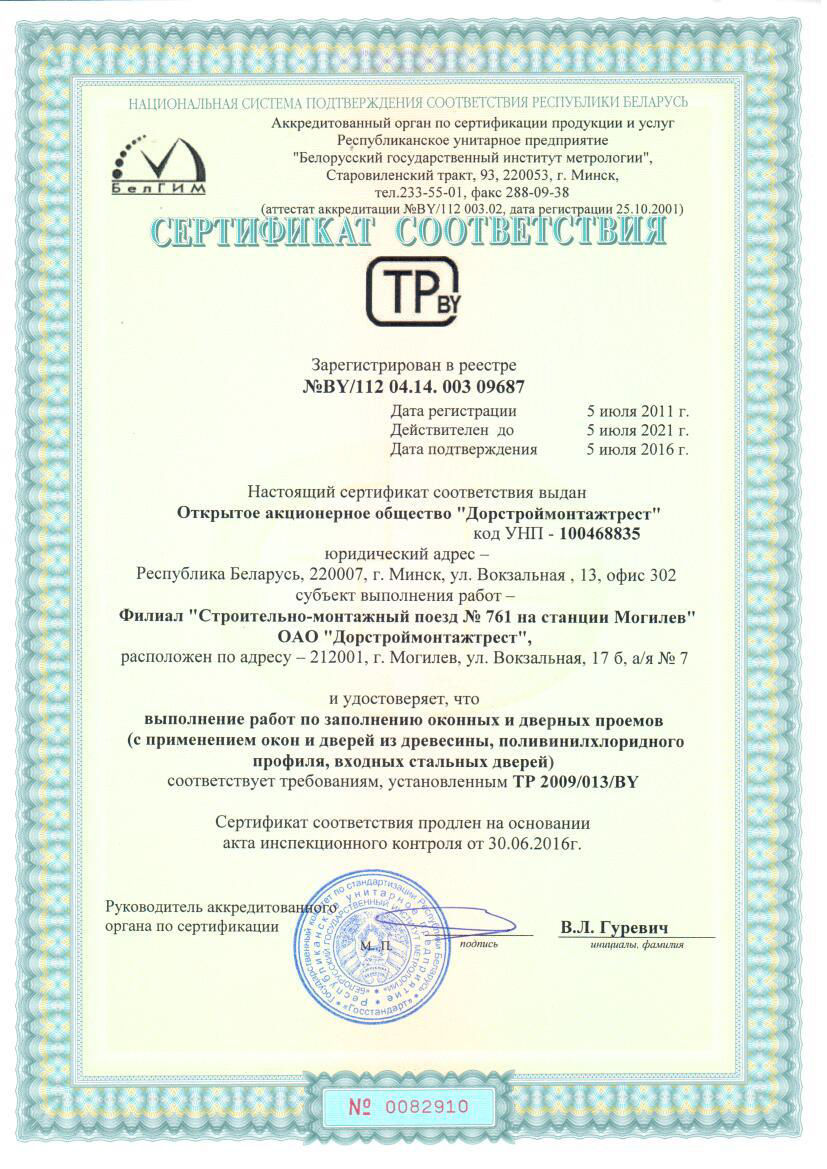 НАЦИОНАЛЬНАЯ СИСТЕМА ПОДТВЕРЖДЕНИЯ СООТВЕТСТВИЯ РЕСПУБЛИКИ БЕЛАРУСЬ
Аккредитованный орган по сертификации продукции и услуг
Республиканское унитарное предприятие
"Белорусский государственный институт метрологии",
Старовиленский тракт, 93, 220053, г. Минск,
тел.233-55-01, факс 288-09-38
(аттестат аккредитации №BY/112 003.02, дата регистрации 25.10.2001)
БелГИМ
СЕРТИФИКАТ СООТВЕТСТВИЯ
ТР BY
Зарегистрирован в реестре
№BY/112 04.14. 003 09687
Дата регистрации 5 июля 2011 г.
Действителен до 5 июля 2021 г.
Дата подтверждения 5 июля 2016 г.
Настоящий сертификат соответствия выдан
Открытое акционерное общество "Дорстроймонтажтрест"
код УНП - 100468835
юридический адрес –
Республика Беларусь, 220007, г. Минск, ул. Вокзальная , 13, офис 302
субъект выполнения работ –
Филиал "Строительно-монтажный поезд № 761 на станции Могилев"
ОАО "Дорстроймонтажтрест",
расположен по адресу – 212001, г. Могилев, ул. Вокзальная, 17 б, а/я № 7
и удостоверяет, что
выполнение работ по заполнению оконных и дверных проемов
(с применением окон и дверей из древесины, поливинилхлоридного
профиля, входных стальных дверей)
соответствует требованиям, установленным ТР 2009/013/BY
Сертификат соответствия продлен на основании
акта инспекционного контроля от 30.06.2016г.
Руководитель аккредитованного
органа по сертификации
М. П.
подпись
В.Л. Гуревич
инициалы, фамилия
Государственный комитет по стандартизации Республики Беларусь • «Госстандарт» •
Республиканское унитарное предприятие •
«БЕЛОРУССКИЙ ГОСУДАРСТВЕННЫЙ ИНСТИТУТ МЕТРОЛОГИИ»
№ 0082910